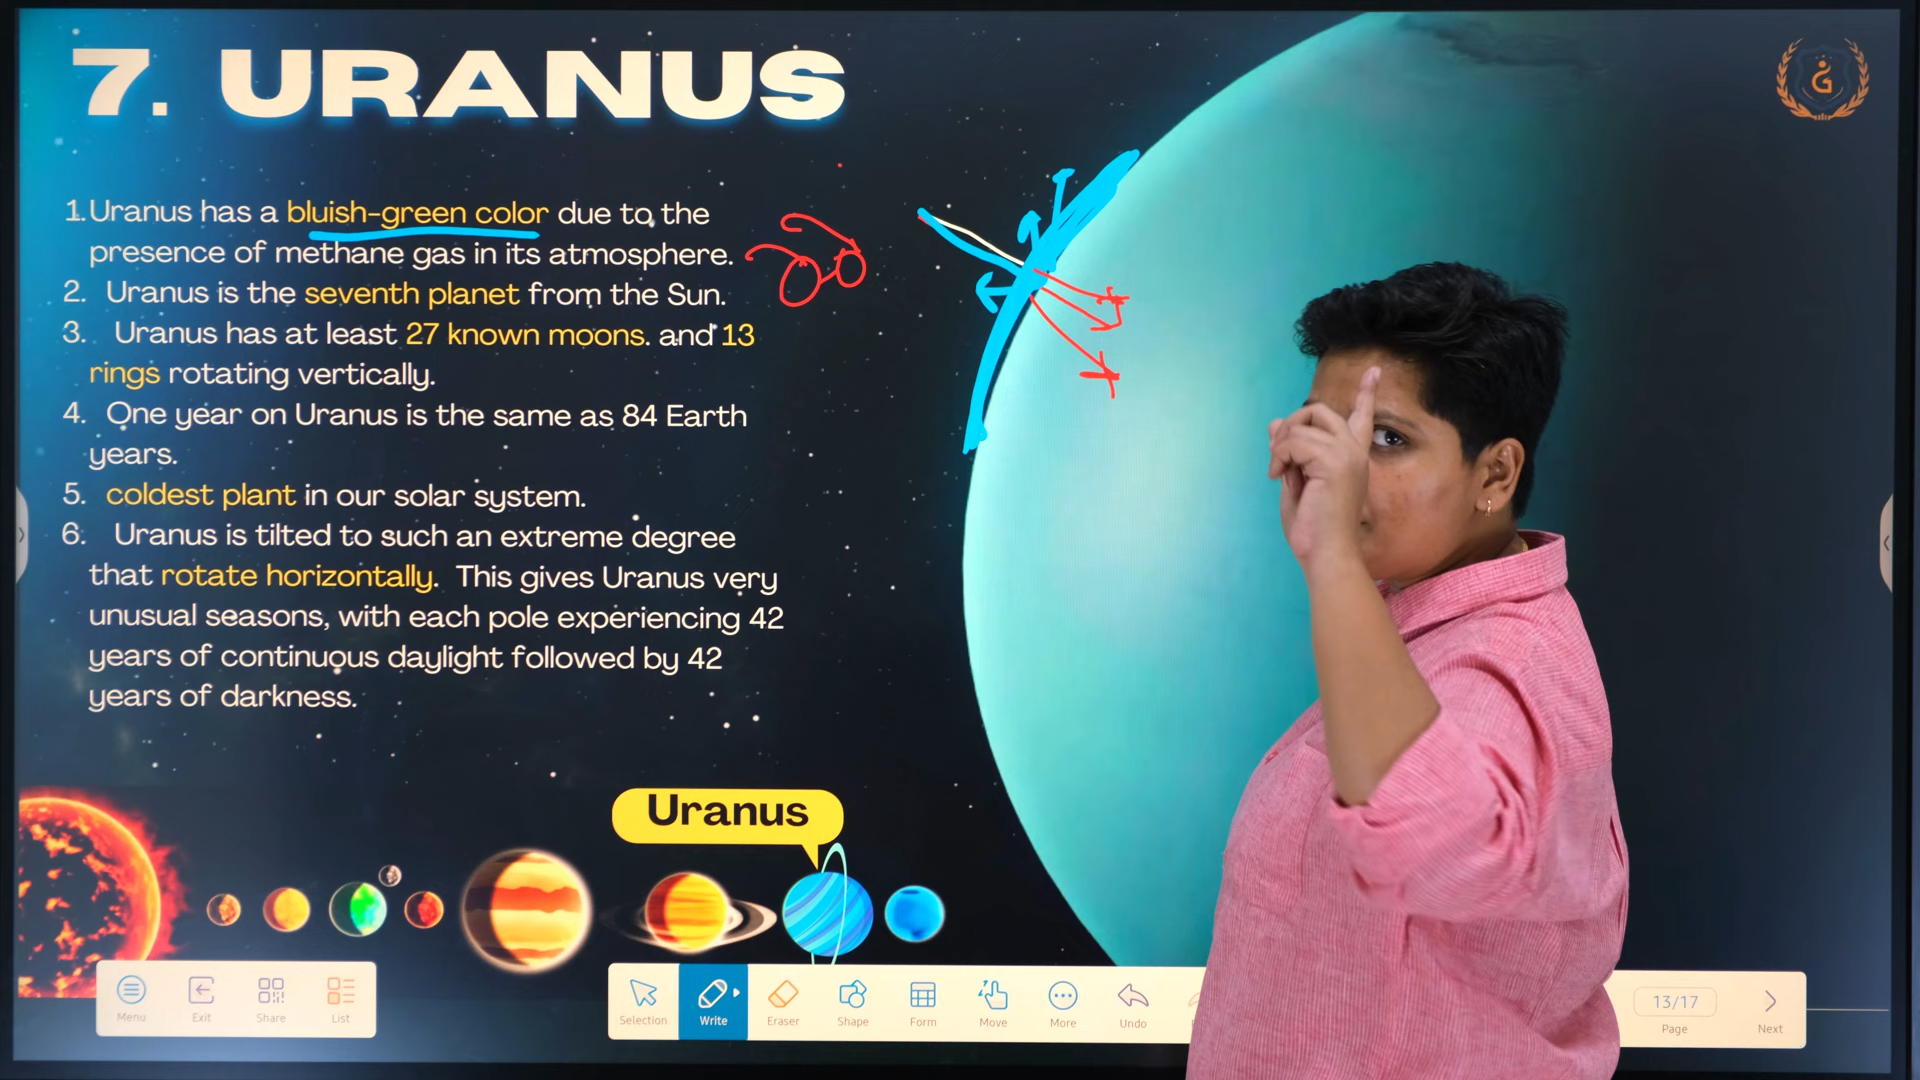 7. URANUS
1. Uranus has a bluish-green color due to the
presence of methane gas in its atmosphere.
2. Uranus is the seventh planet from the Sun.
3. Uranus has at least 27 known moons. and 13
rings rotating vertically.
4. One year on Uranus is the same as 84 Earth
years.
5. coldest plant in our solar system.
6. Uranus is tilted to such an extreme degree
that rotate horizontally. This gives Uranus very
unusual seasons, with each pole experiencing 42
years of continuous daylight followed by 42
years of darkness.
Uranus
Menu Exit Share List
Selection Write Eraser Shape Form Move More Undo
13/17
Page Next
G